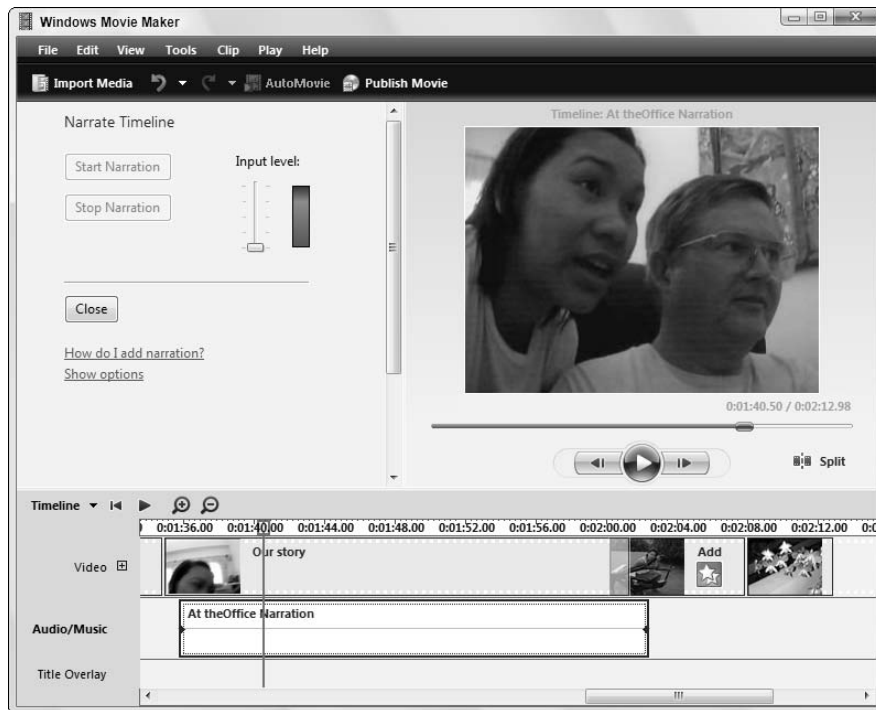 Windows Movie Maker
File Edit View Tools Clip Play Help
Import Media AutoMovie Publish Movie
Narrate Timeline
Start Narration
Stop Narration
Input level:
Close
How do I add narration?
Show options
Timeline: At theOffice Narration
0:01:40.50 / 0:02:12.98
Split
Timeline
0:01:36.00 0:01:40.00 0:01:44.00 0:01:48.00 0:01:52.00 0:01:56.00 0:02:00.00 0:02:04.00 0:02:08.00 0:02:12.00
Video
Our story
Add
Audio/Music
At theOffice Narration
Title Overlay